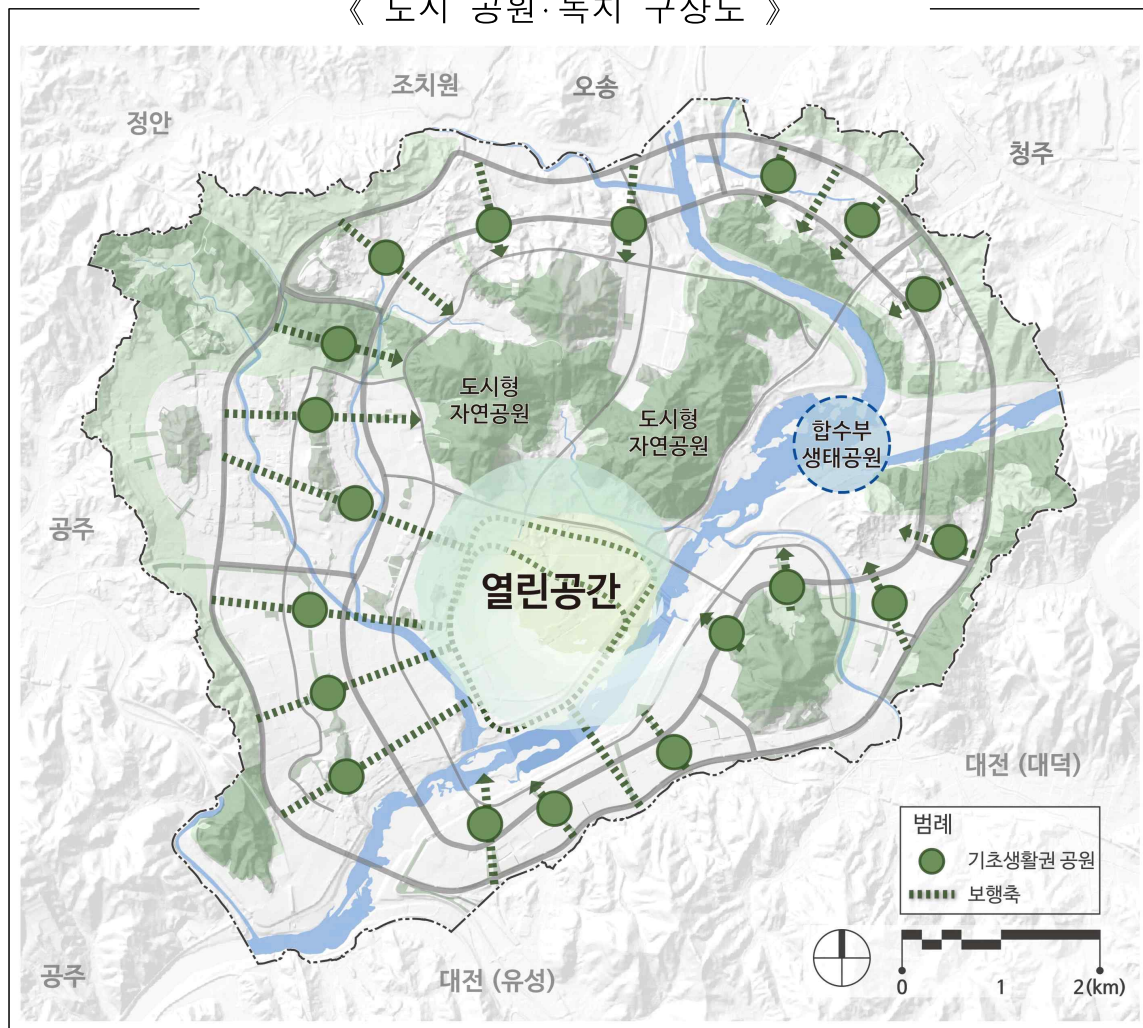 《 도시 공원·녹지 구상도 》
조치원
오송
정안
청주
도시형
자연공원
도시형
자연공원
합수부
생태공원
공주
열린공간
대전 (대덕)
범례
기초생활권 공원
보행축
공주
대전 (유성)
0 1 2(km)